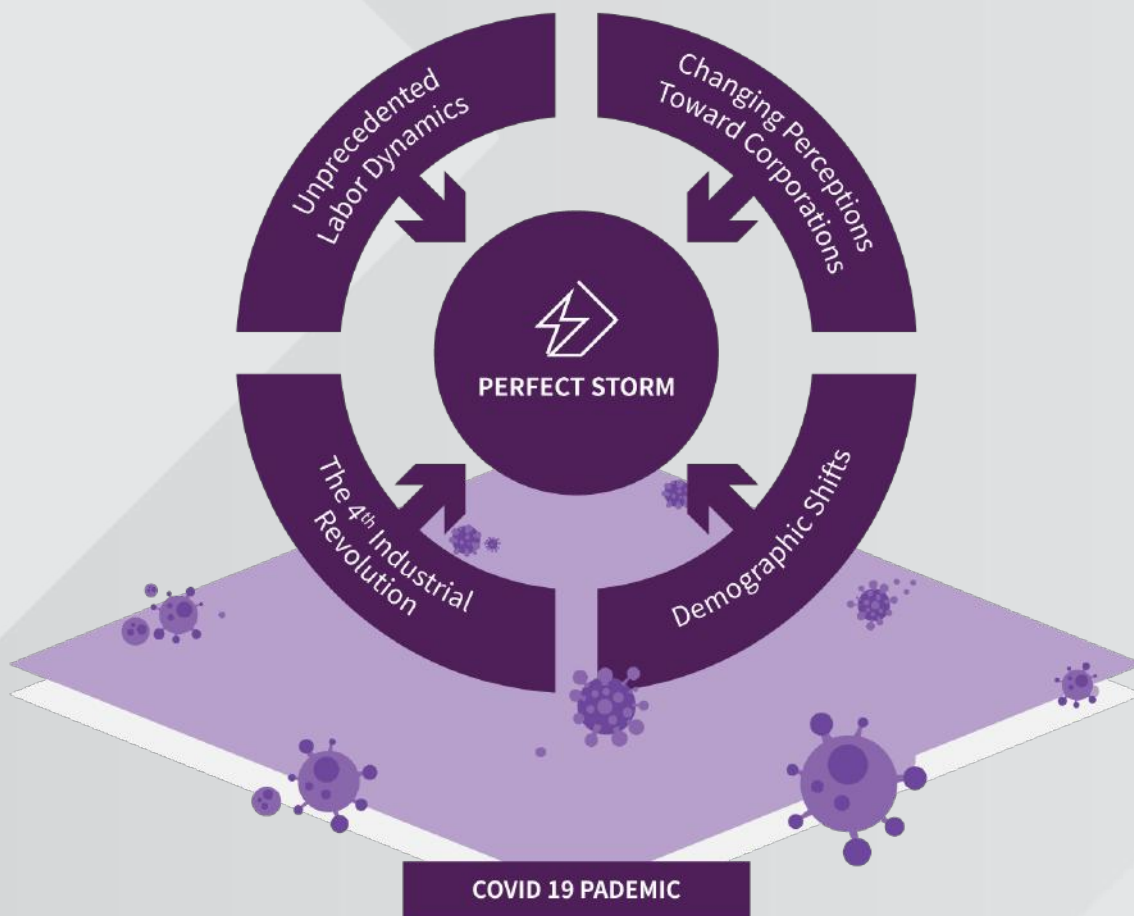 Unprecedented
Labor Dynamics
Changing Perceptions
Toward Corporations
PERFECT STORM
The 4th Industrial
Revolution
Demographic Shifts
COVID 19 PADEMIC